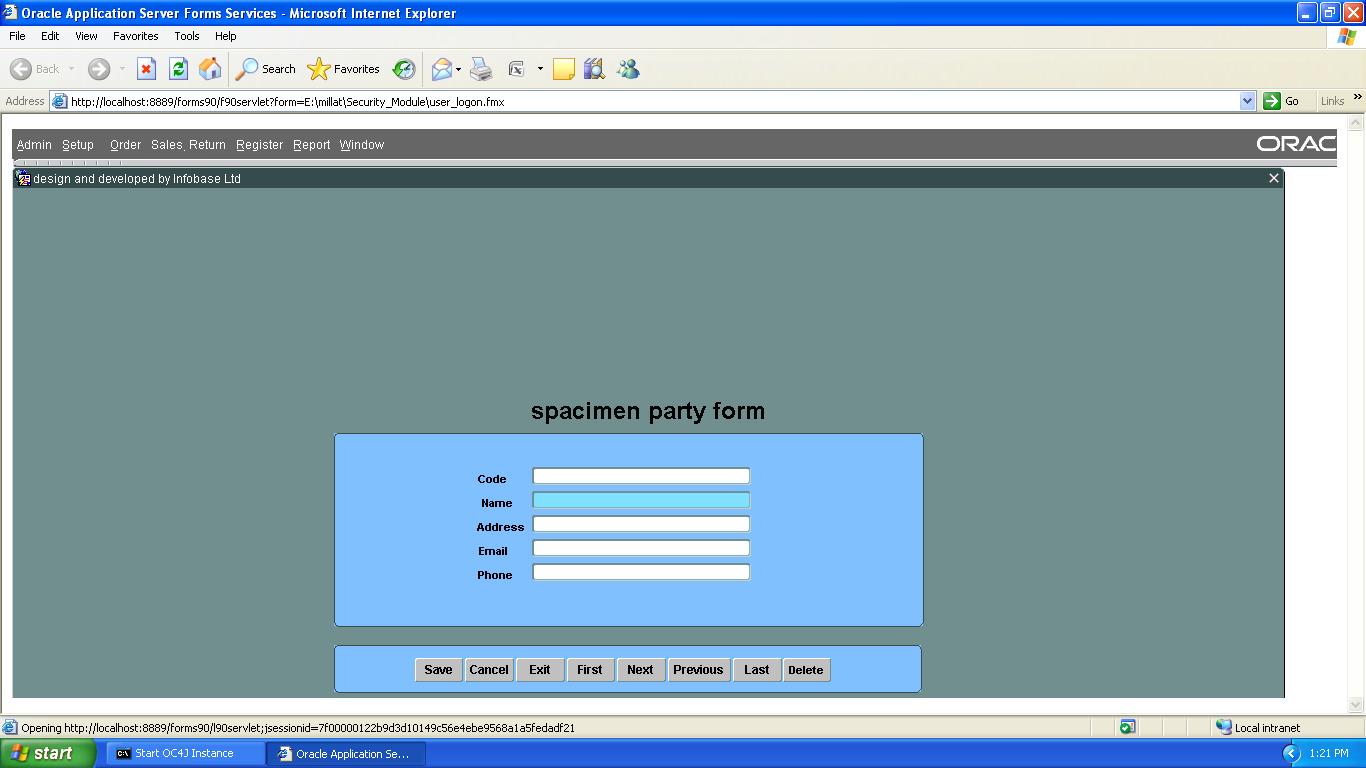 Oracle Application Server Forms Services - Microsoft Internet Explorer
File Edit View Favorites Tools Help
Back Search Favorites
Address http://localhost:8889/forms90/f90servlet?form=E:\millat\Security_Module\user_logon.fmx Go Links »
Admin Setup Order Sales, Return Register Report Window ORAC
design and developed by Infobase Ltd
spacimen party form
Code
Name
Address
Email
Phone
Save Cancel Exit First Next Previous Last Delete
Opening http://localhost:8889/forms90/l90servlet;jsessionid=7f00000122b9d3d10149c56e4ebe9568a1a5fedadf21 Local intranet
start Start OC4J Instance Oracle Application Se... 1:21 PM